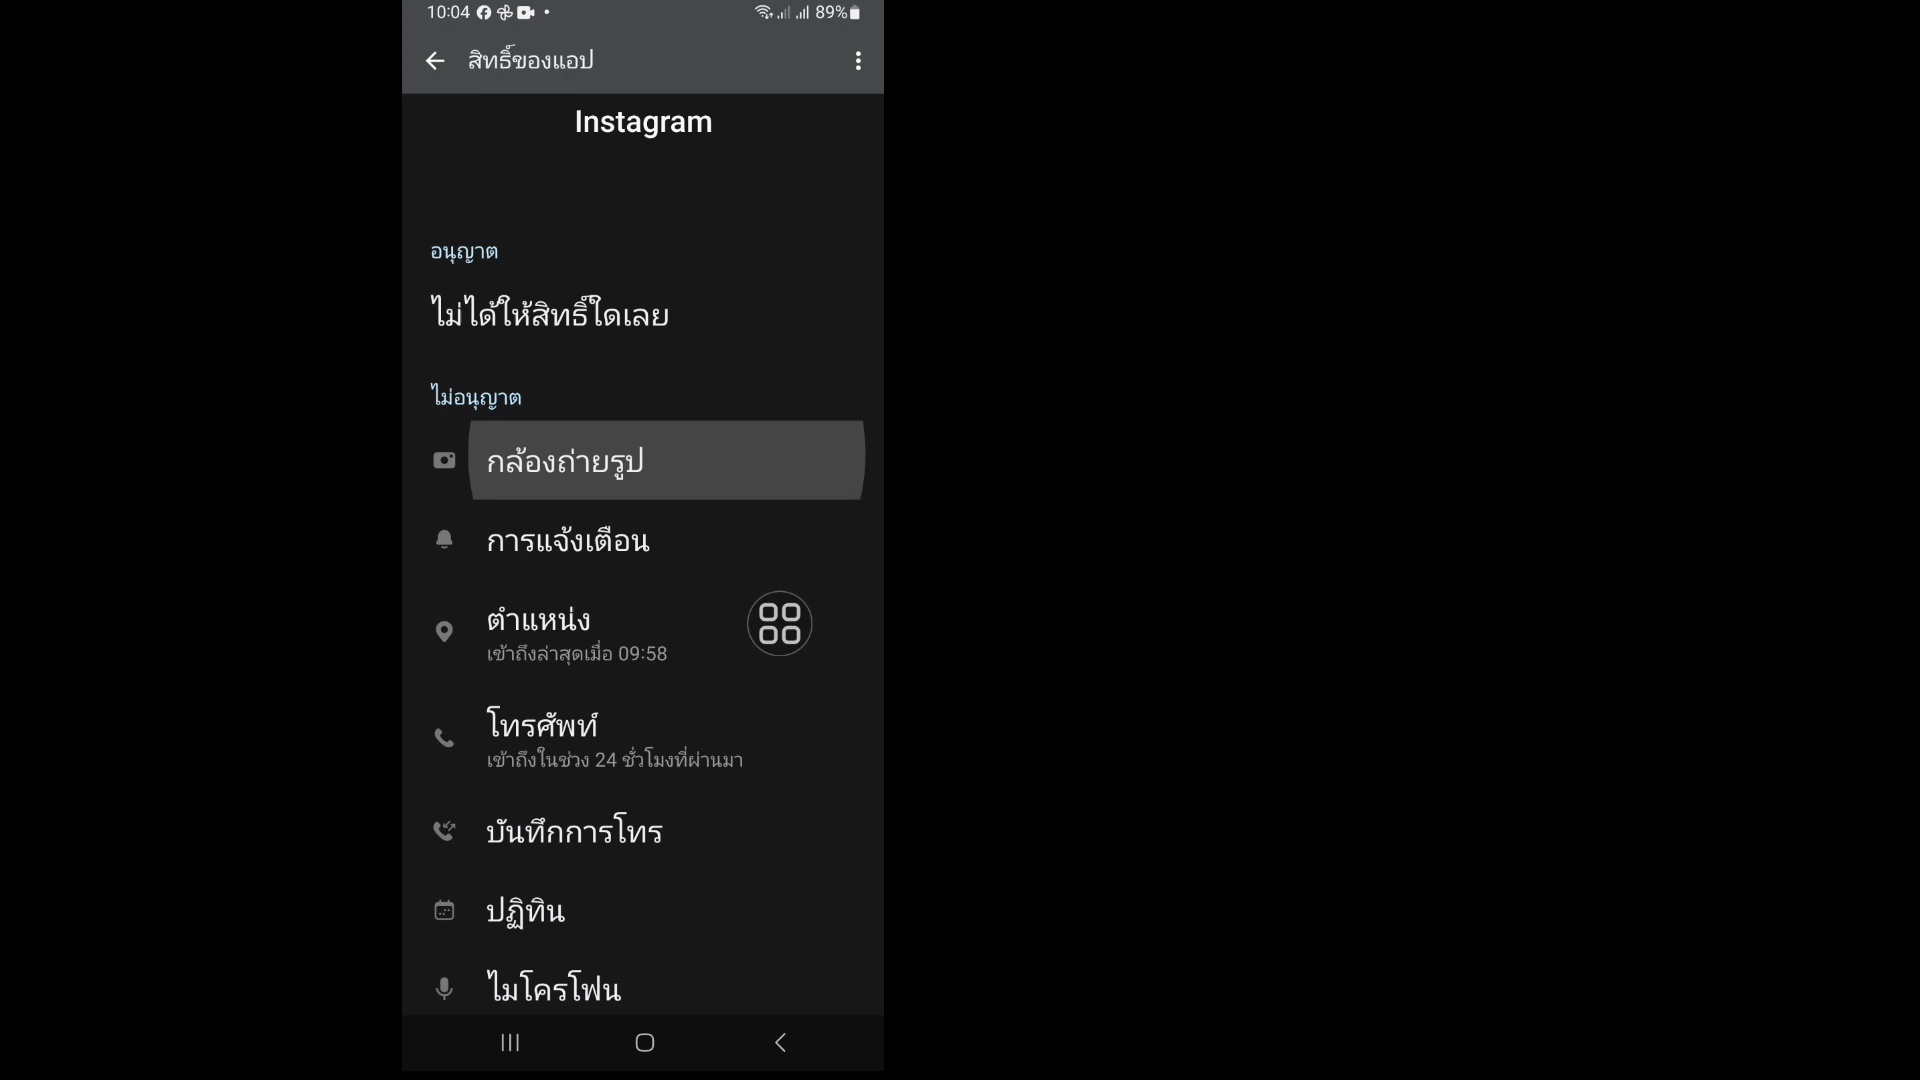 10:04 89%
สิทธิ์ของแอป
Instagram
อนุญาต
ไม่ได้ให้สิทธิ์ใดเลย
ไม่อนุญาต
กล้องถ่ายรูป
การแจ้งเตือน
ตำแหน่ง
เข้าถึงล่าสุดเมื่อ 09:58
โทรศัพท์
เข้าถึงในช่วง 24 ชั่วโมงที่ผ่านมา
บันทึกการโทร
ปฏิทิน
ไมโครโฟน